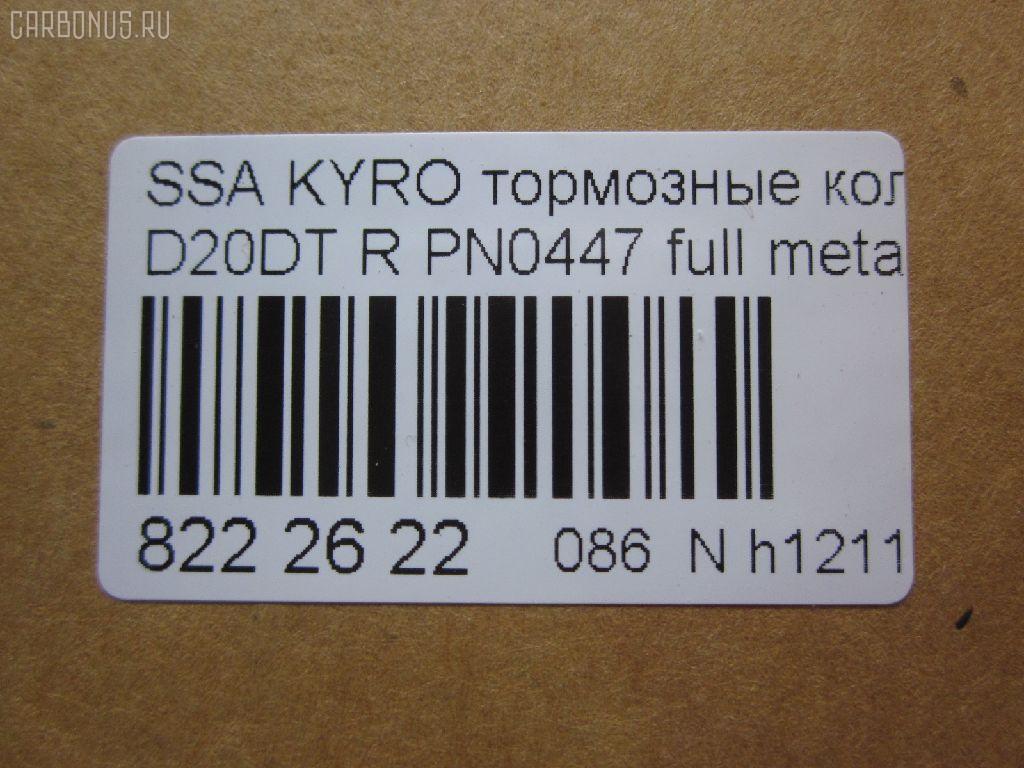 CARBONUS.RU
SSA KYRO тормозные кол
D20DT R PN0447 full meta
822 26 22 086 N h1211